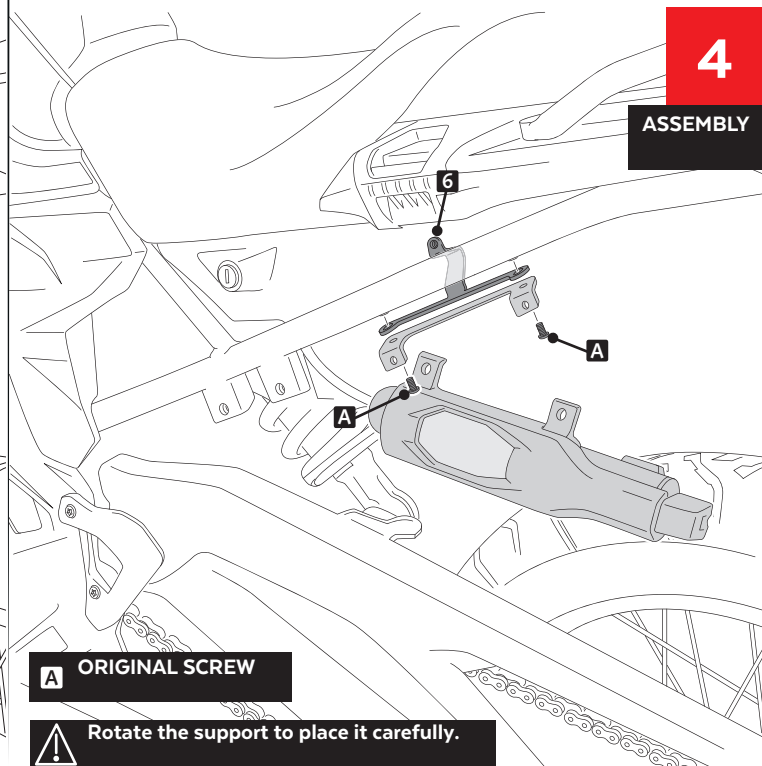 4
ASSEMBLY
6
A
A
A ORIGINAL SCREW
Rotate the support to place it carefully.